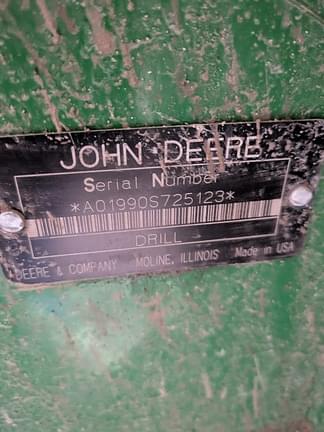 JOHN DEERE
Serial Number
*A01990S725123*
DRILL
DEERE & COMPANY MOLINE, ILLINOIS Made in USA